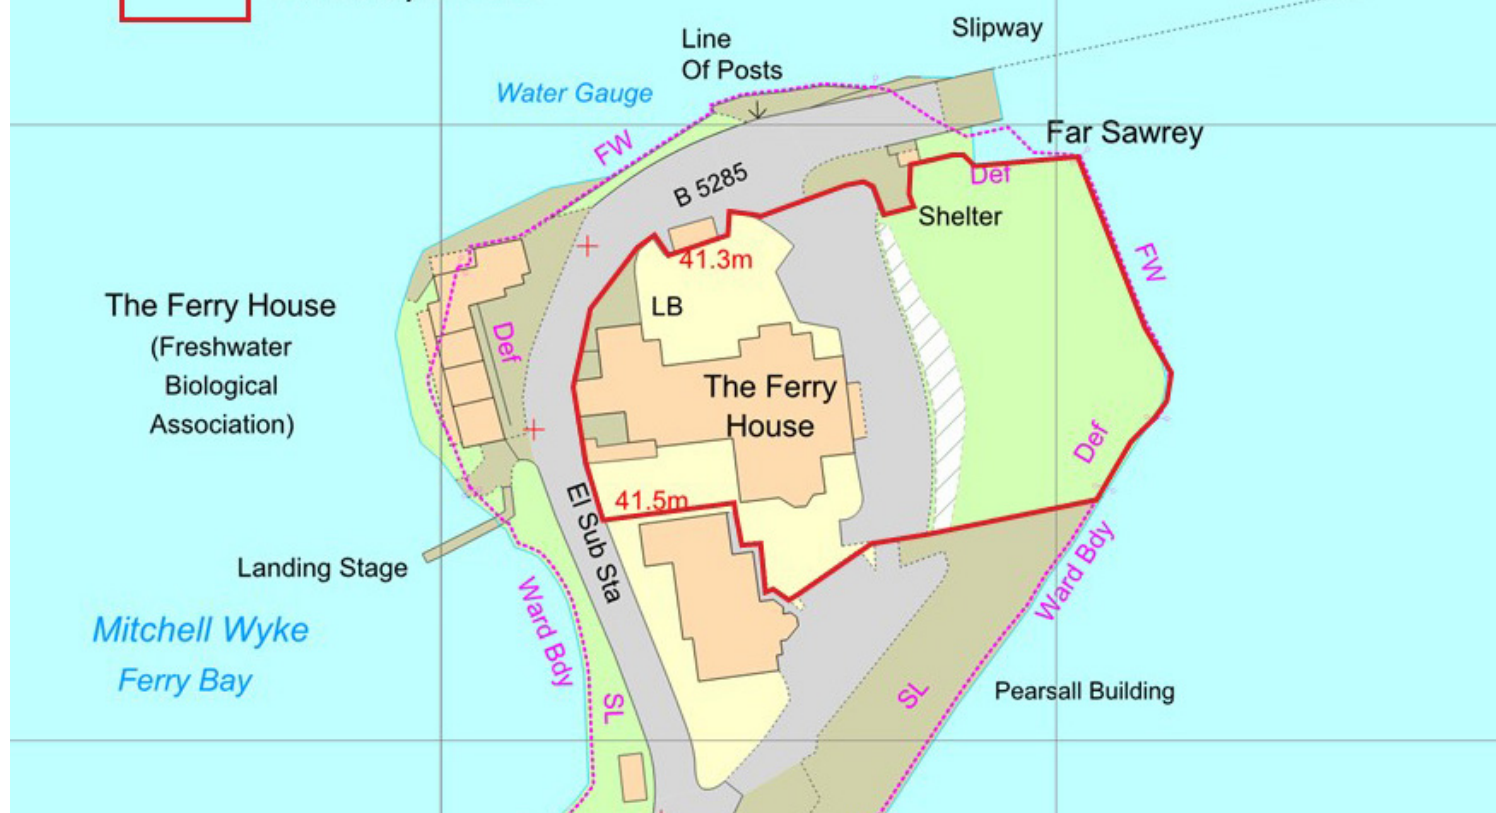 Slipway
Line
Of Posts
Water Gauge
Far Sawrey
FW
Def
B 5285
Shelter
FW
41.3m
The Ferry House
(Freshwater
Biological
Association)
LB
Def
The Ferry
House
Def
41.5m
El Sub Sta
Landing Stage
Ward Bdy
Ward Bdy
Mitchell Wyke
Ferry Bay
SL
SL
Pearsall Building